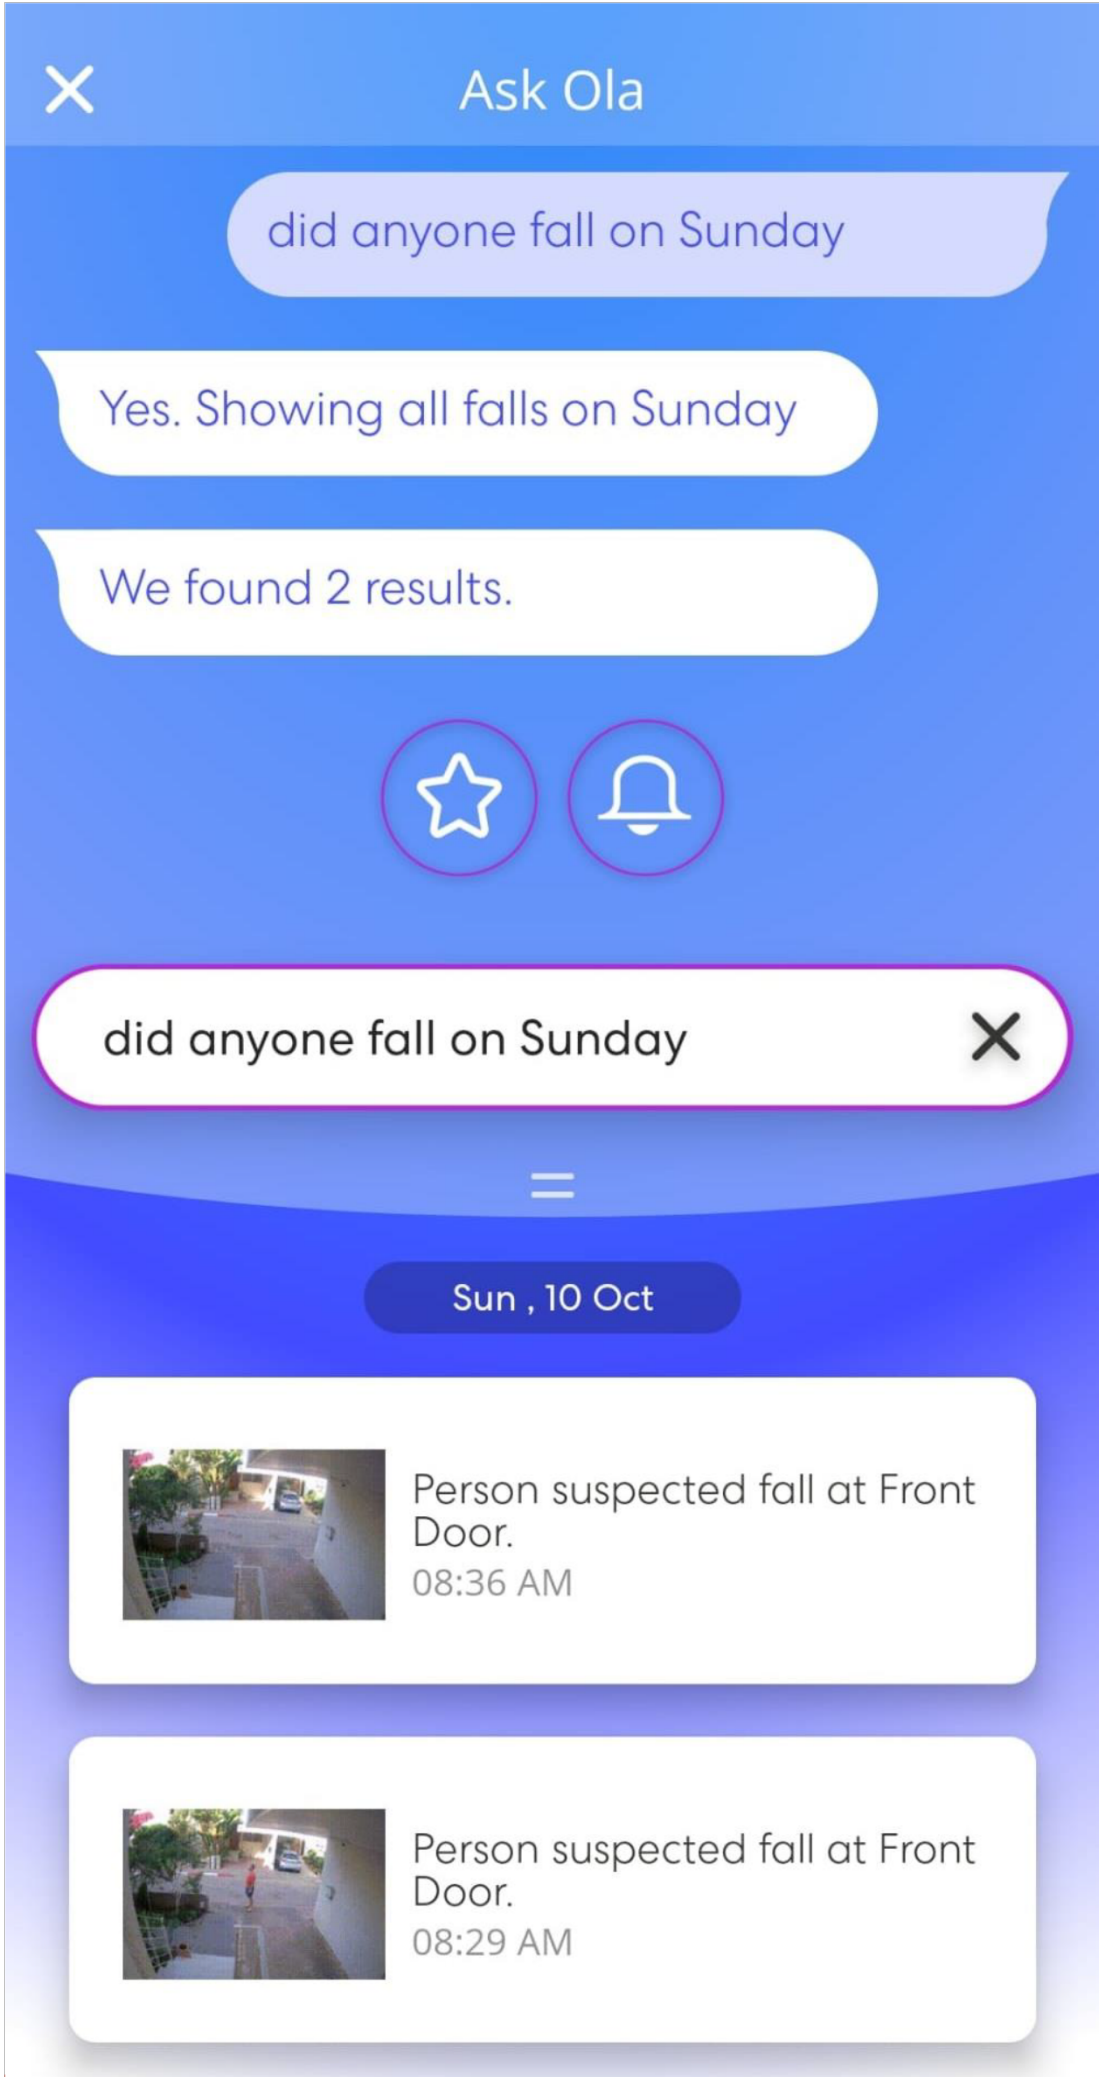 Ask Ola
did anyone fall on Sunday
Yes. Showing all falls on Sunday
We found 2 results.
did anyone fall on Sunday
Sun , 10 Oct
Person suspected fall at Front
Door.
08:36 AM
Person suspected fall at Front
Door.
08:29 AM